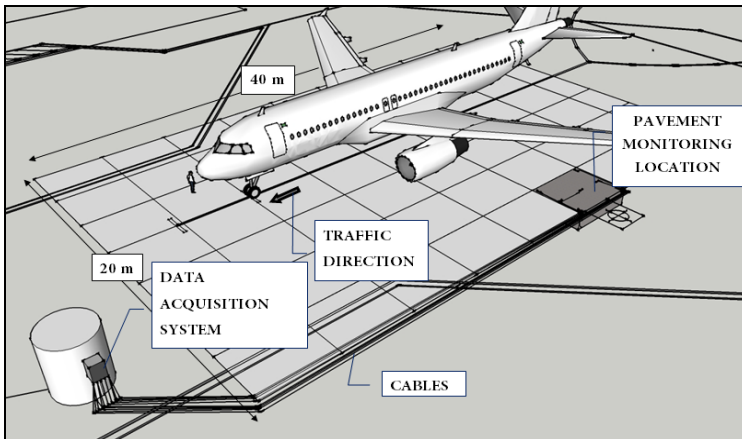 40 m
PAVEMENT
MONITORING
LOCATION
TRAFFIC
DIRECTION
20 m
DATA
ACQUISITION
SYSTEM
CABLES